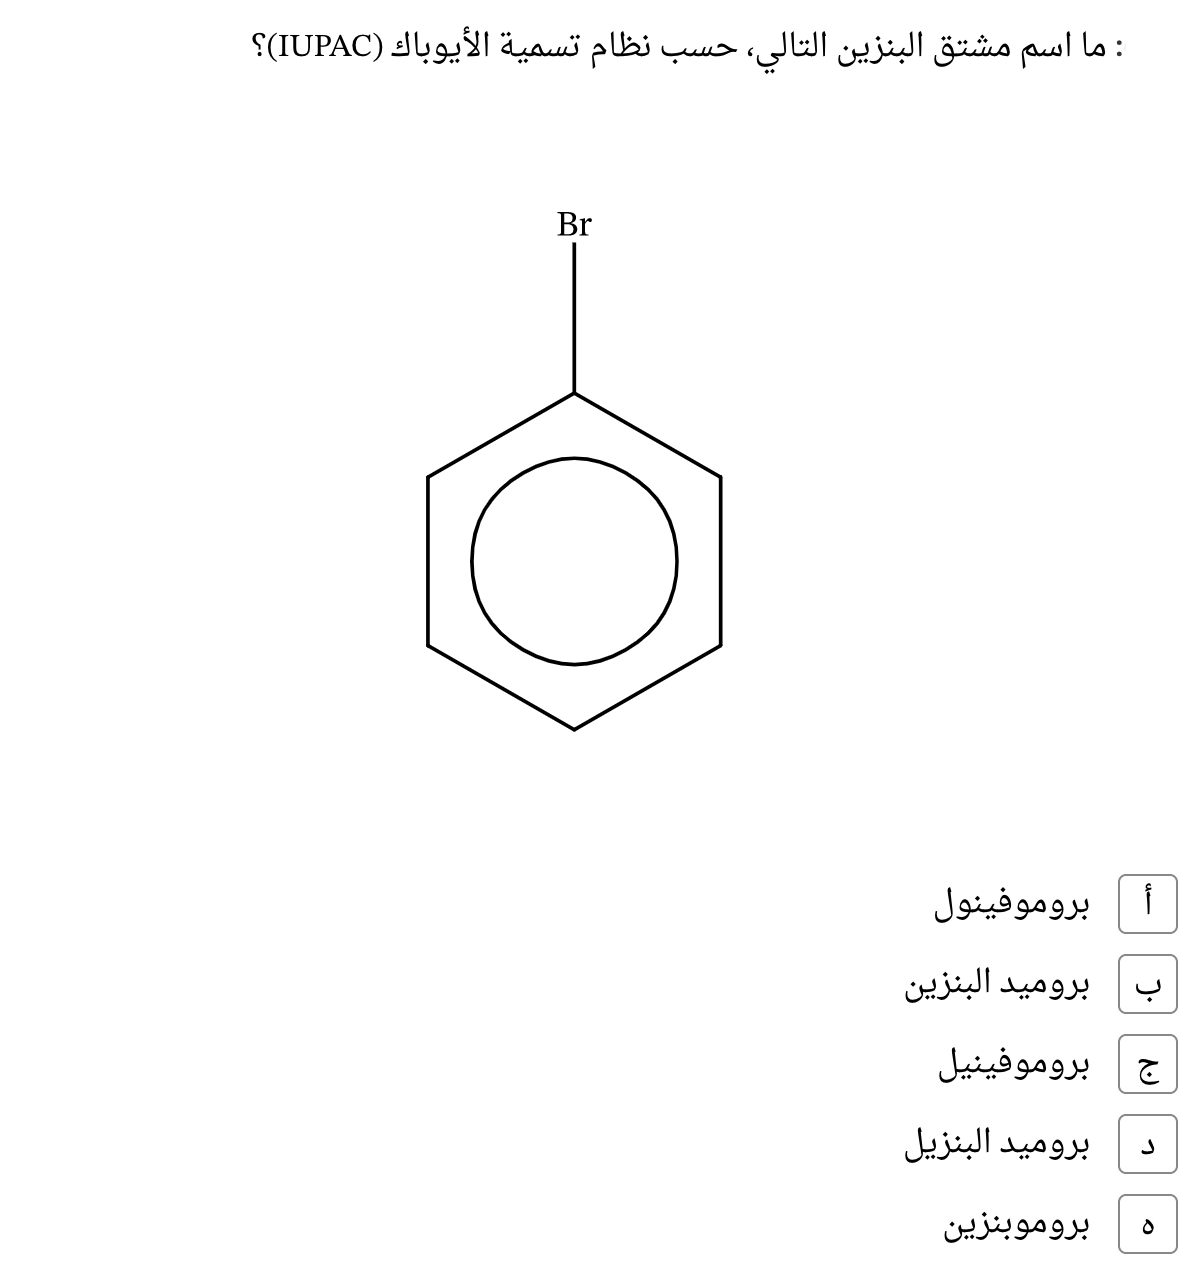 : ما اسم مشتق البنزين التالي، حسب نظام تسمية الأيوباك (IUPAC)؟
Br
أ بروموفينول
ب بروميد البنزين
ج بروموفينيل
د بروميد البنزيل
ه بروموبنزين